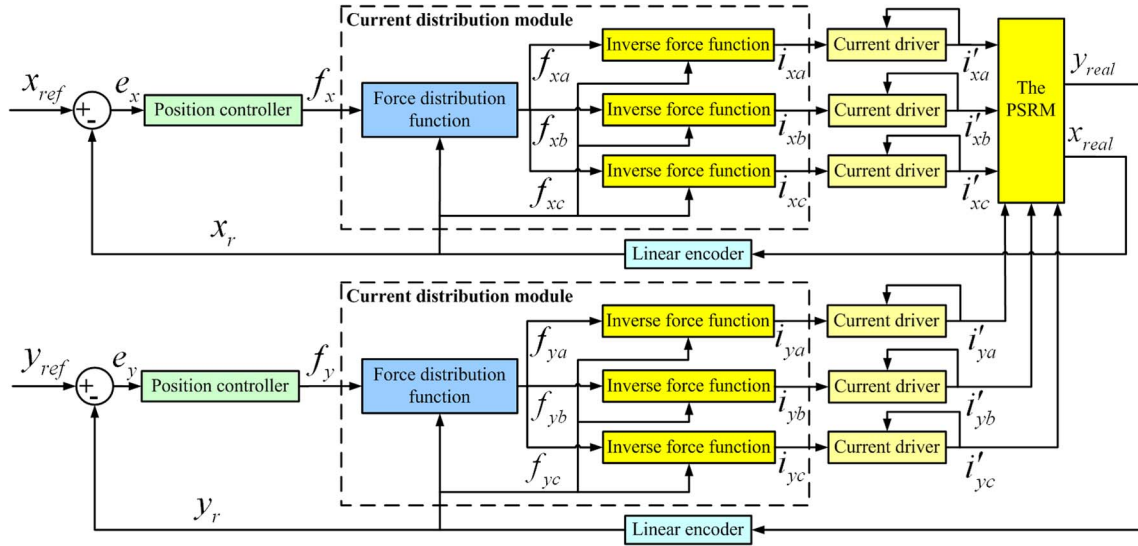 Current distribution module
x_ref
e_x
Position controller
f_x
Force distribution
function
f_xa
f_xb
f_xc
Inverse force function
Inverse force function
Inverse force function
i_xa
i_xb
i_xc
Current driver
Current driver
Current driver
i'_xa
i'_xb
i'_xc
The
PSRM
y_real
x_real
x_r
Linear encoder
Current distribution module
y_ref
e_y
Position controller
f_y
Force distribution
function
f_ya
f_yb
f_yc
Inverse force function
Inverse force function
Inverse force function
i_ya
i_yb
i_yc
Current driver
Current driver
Current driver
i'_ya
i'_yb
i'_yc
y_r
Linear encoder